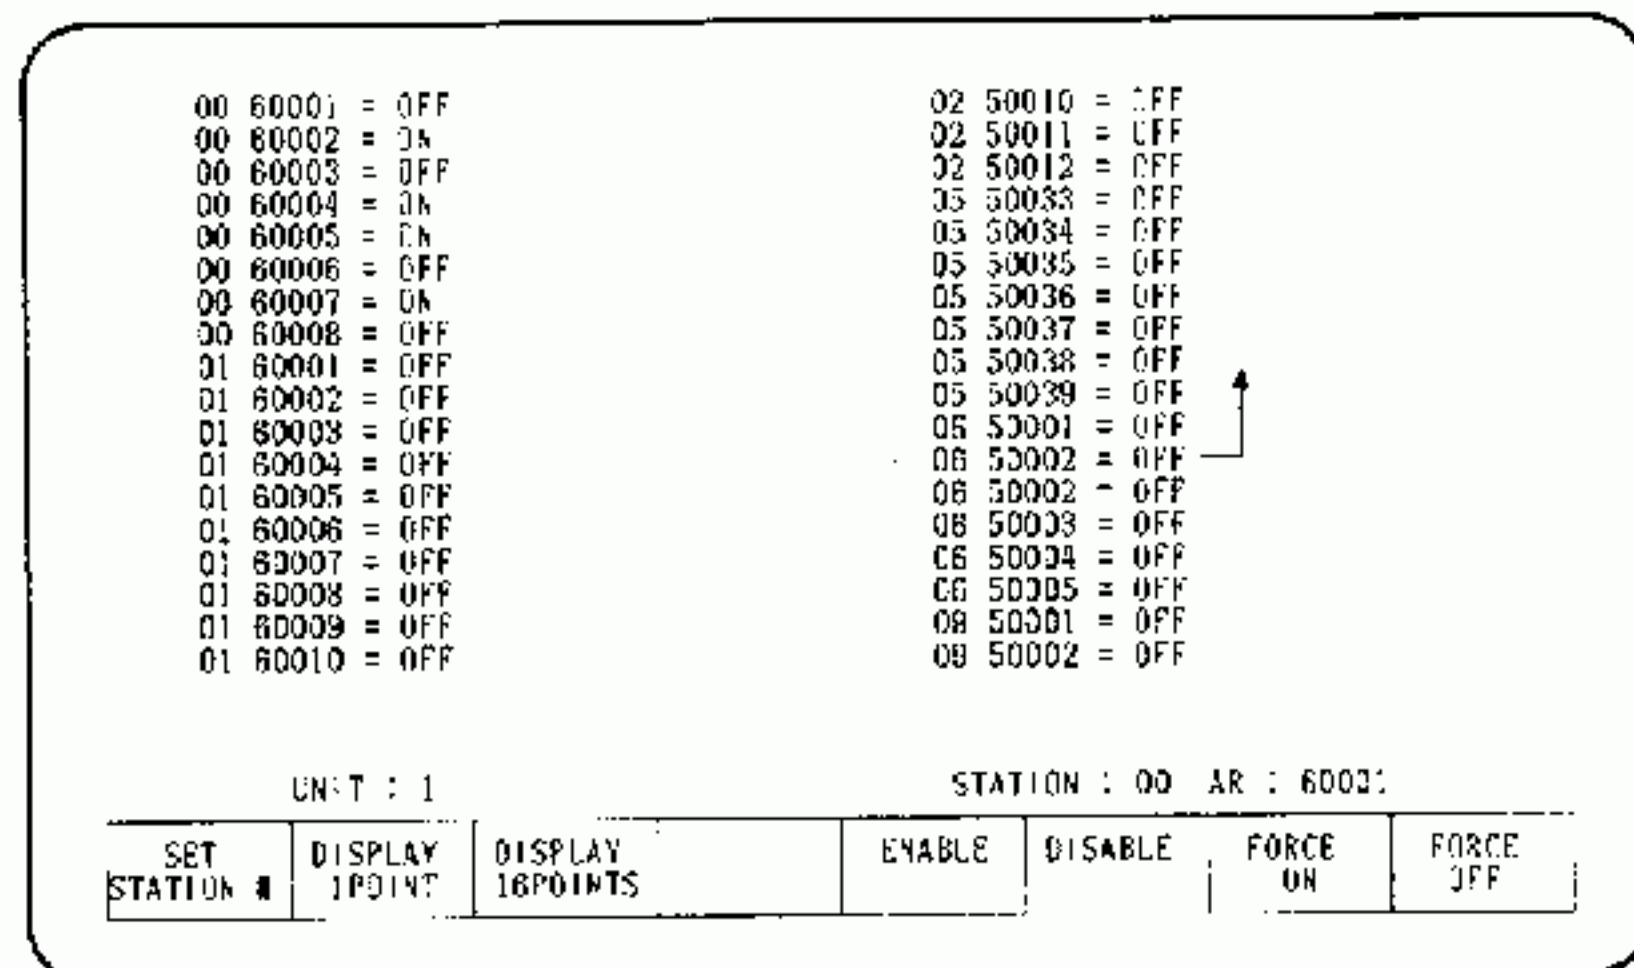 00 60001 = OFF
00 60002 = ON
00 60003 = OFF
00 60004 = ON
00 60005 = ON
00 60006 = OFF
00 60007 = ON
00 60008 = OFF
01 60001 = OFF
01 60002 = OFF
01 60003 = OFF
01 60004 = OFF
01 60005 = OFF
01 60006 = OFF
01 60007 = OFF
01 60008 = OFF
01 60009 = OFF
01 60010 = OFF
02 50010 = OFF
02 50011 = OFF
02 50012 = OFF
05 50033 = OFF
05 50034 = OFF
05 50035 = OFF
05 50036 = OFF
05 50037 = OFF
05 50038 = OFF
05 50039 = OFF
06 50001 = OFF
06 50002 = OFF
06 50002 = OFF
06 50003 = OFF
06 50004 = OFF
06 50005 = OFF
09 50001 = OFF
09 50002 = OFF
UNIT : 1
STATION : 00 AR : 60001
SET STATION #
DISPLAY 1POINT
DISPLAY 16POINTS
ENABLE
DISABLE
FORCE ON
FORCE OFF